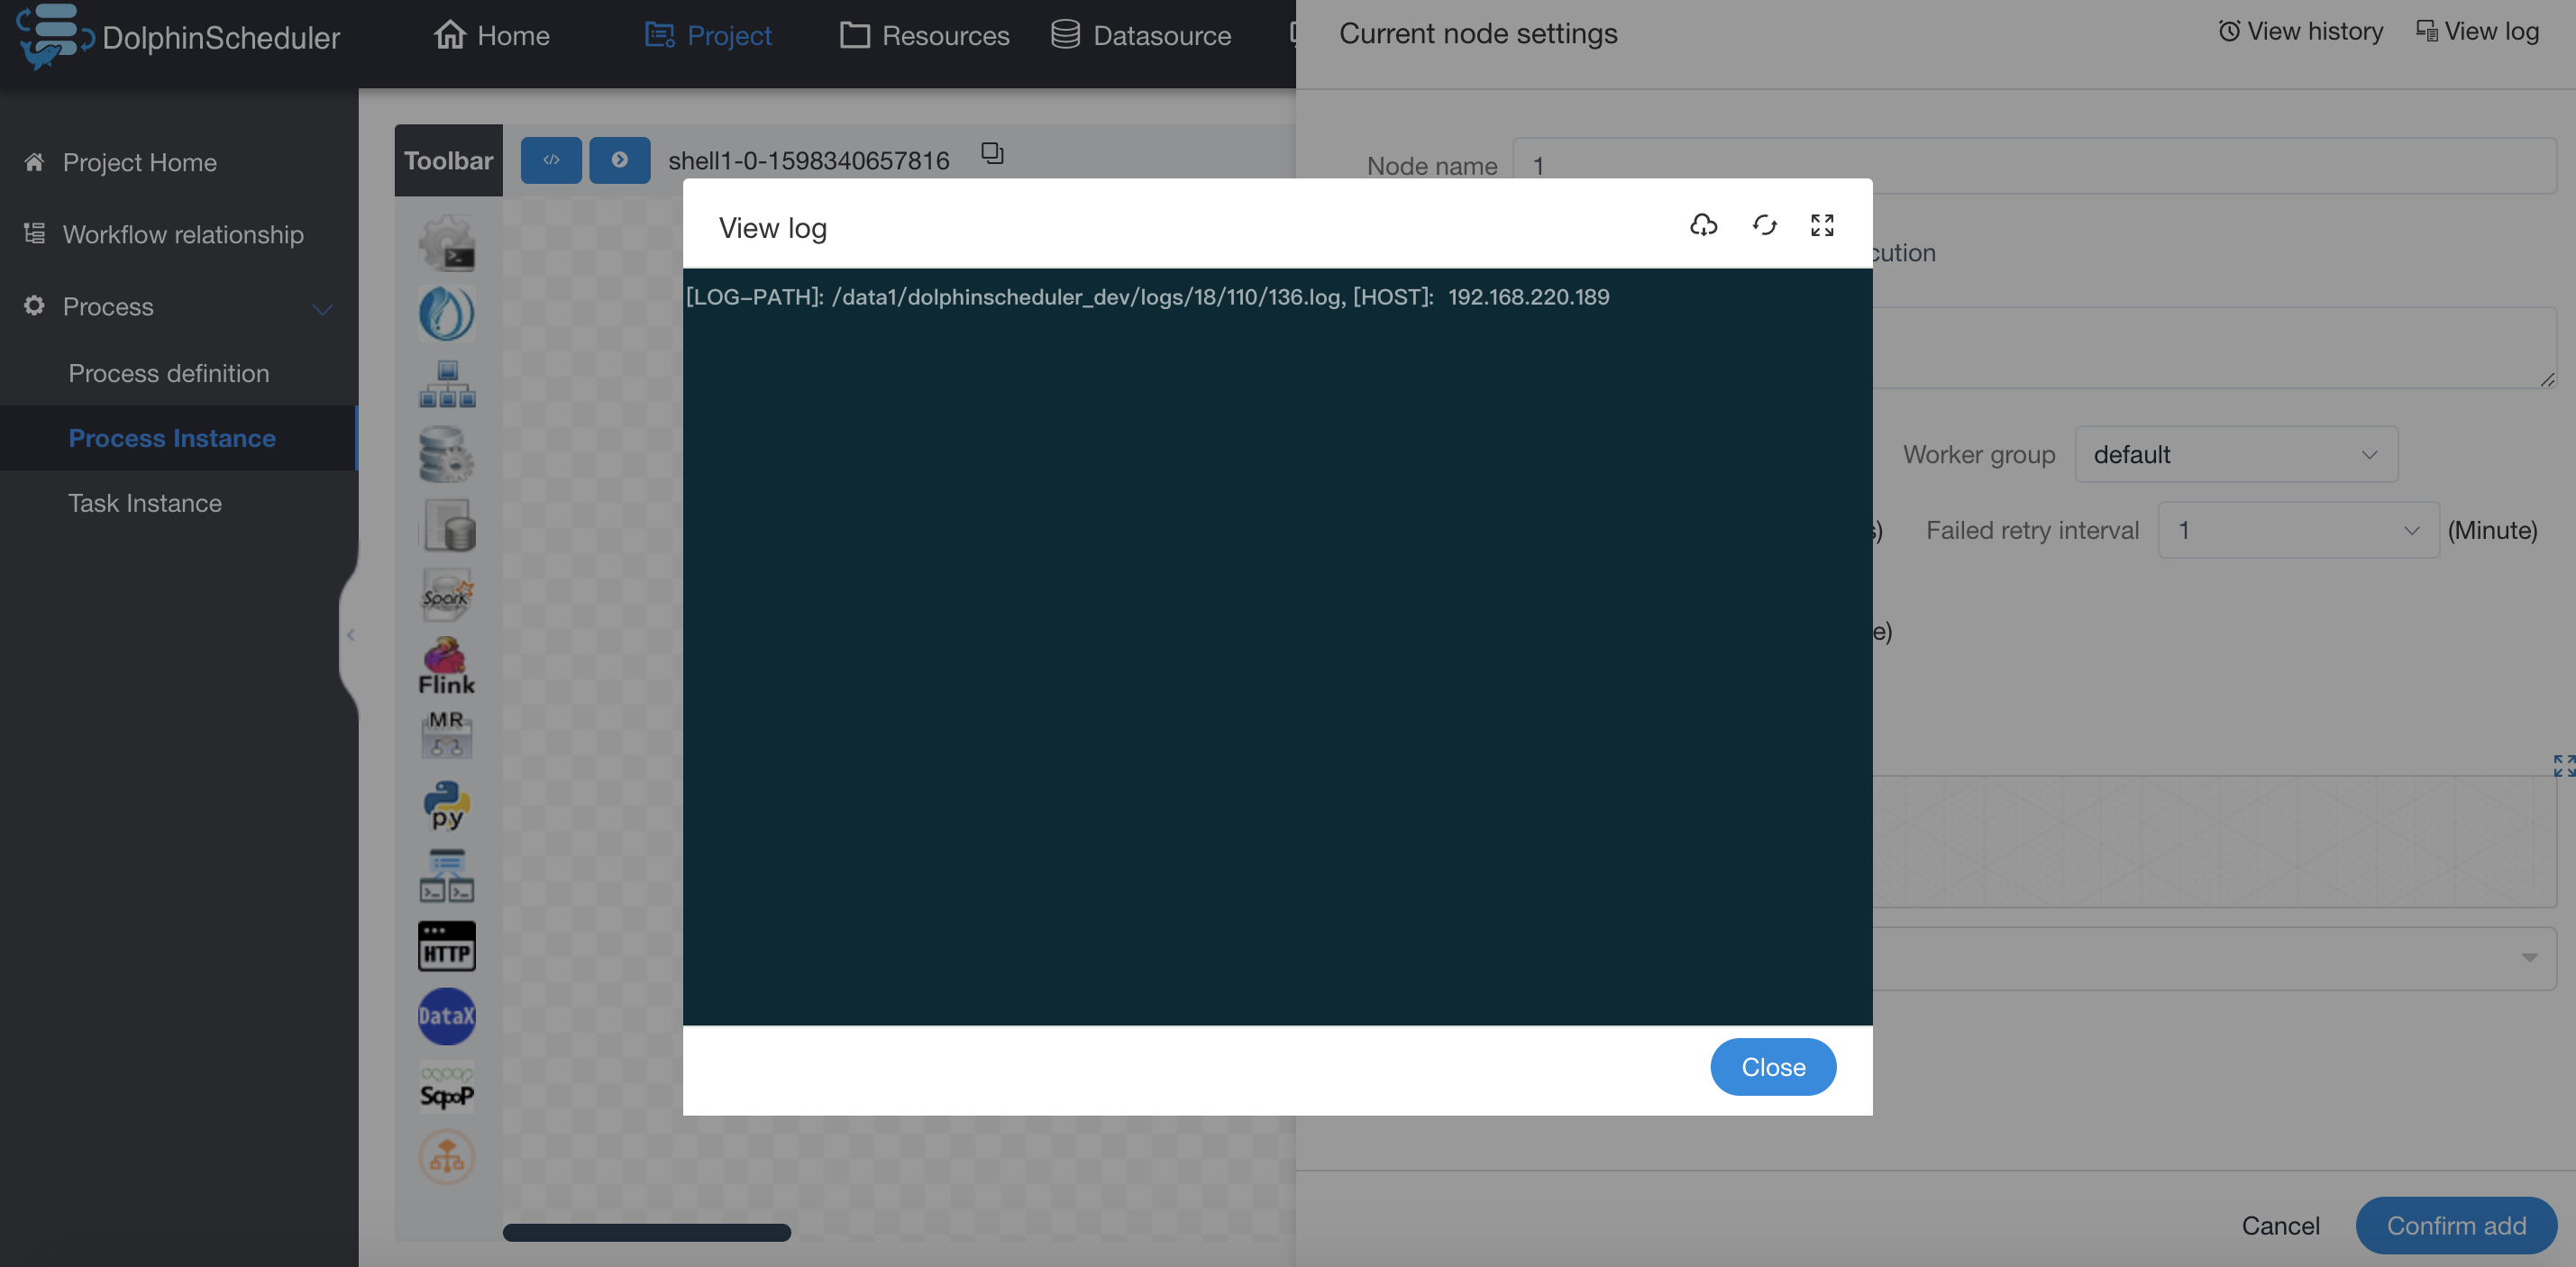 DolphinScheduler
Home
Project
Resources
Datasource
Current node settings
View history
View log
Project Home
Workflow relationship
Process
Process definition
Process Instance
Task Instance
Toolbar
shell1-0-1598340657816
Node name
1
View log
[LOG-PATH]: /data1/dolphinscheduler_dev/logs/18/110/136.log, [HOST]: 192.168.220.189
cution
Worker group
default
s)
Failed retry interval
1
(Minute)
e)
Spark
Flink
MR
py
HTTP
DataX
SqooP
Close
Cancel
Confirm add